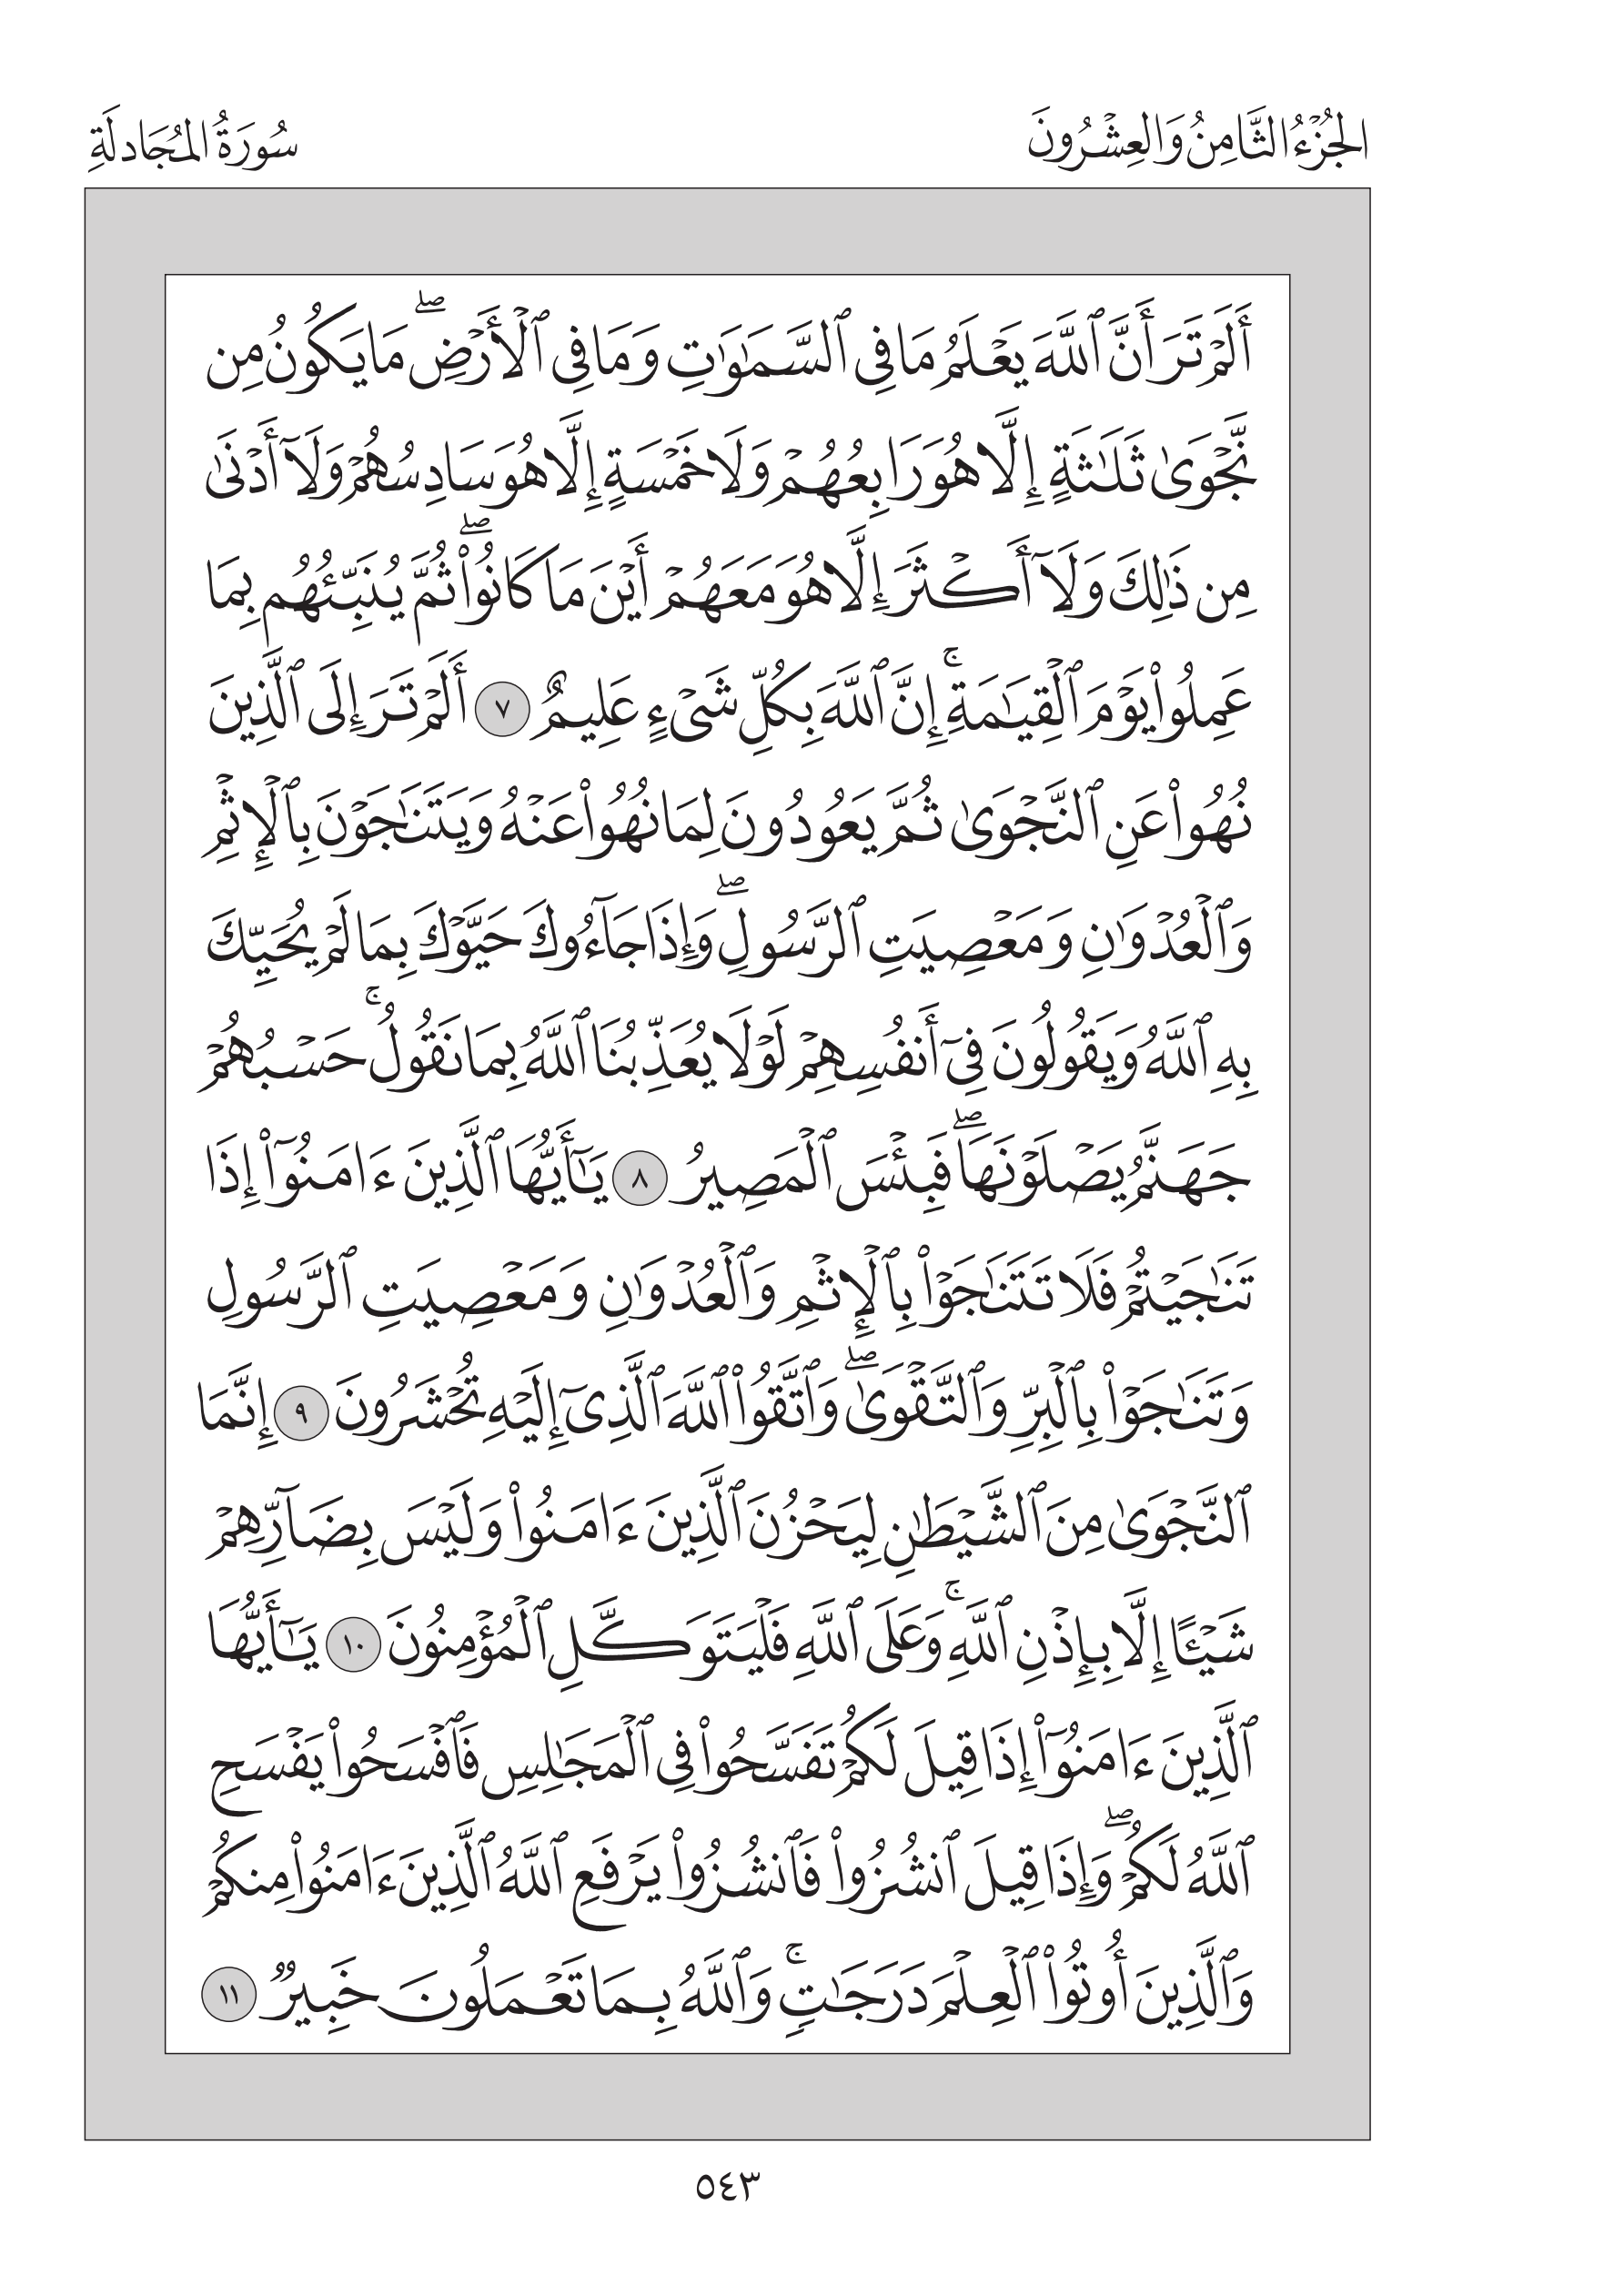 الجُزْءُ الثَّامِنُ وَالعِشْرُونَ
سُورَةُ المُجَادلَةِ
أَلَمۡ تَرَ أَنَّ ٱللَّهَ يَعۡلَمُ مَا فِي ٱلسَّمَٰوَٰتِ وَمَا فِي ٱلۡأَرۡضِۖ مَا يَكُونُ مِن
نَّجۡوَىٰ ثَلَٰثَةٍ إِلَّا هُوَ رَابِعُهُمۡ وَلَا خَمۡسَةٍ إِلَّا هُوَ سَادِسُهُمۡ وَلَآ أَدۡنَىٰ
مِن ذَٰلِكَ وَلَآ أَكۡثَرَ إِلَّا هُوَ مَعَهُمۡ أَيۡنَ مَا كَانُواْۖ ثُمَّ يُنَبِّئُهُم بِمَا
عَمِلُواْ يَوۡمَ ٱلۡقِيَٰمَةِۚ إِنَّ ٱللَّهَ بِكُلِّ شَيۡءٍ عَلِيمٌ ٧ أَلَمۡ تَرَ إِلَى ٱلَّذِينَ
نُهُواْ عَنِ ٱلنَّجۡوَىٰ ثُمَّ يَعُودُونَ لِمَا نُهُواْ عَنۡهُ وَيَتَنَٰجَوۡنَ بِٱلۡإِثۡمِ
وَٱلۡعُدۡوَٰنِ وَمَعۡصِيَتِ ٱلرَّسُولِۖ وَإِذَا جَآءُوكَ حَيَّوۡكَ بِمَا لَمۡ يُحَيِّكَ
بِهِ ٱللَّهُ وَيَقُولُونَ فِيٓ أَنفُسِهِمۡ لَوۡلَا يُعَذِّبُنَا ٱللَّهُ بِمَا نَقُولُۚ حَسۡبُهُمۡ
جَهَنَّمُ يَصۡلَوۡنَهَاۖ فَبِئۡسَ ٱلۡمَصِيرُ ٨ يَٰٓأَيُّهَا ٱلَّذِينَ ءَامَنُوٓاْ إِذَا
تَنَٰجَيۡتُمۡ فَلَا تَتَنَٰجَوۡاْ بِٱلۡإِثۡمِ وَٱلۡعُدۡوَٰنِ وَمَعۡصِيَتِ ٱلرَّسُولِ
وَتَنَٰجَوۡاْ بِٱلۡبِرِّ وَٱلتَّقۡوَىٰۖ وَٱتَّقُواْ ٱللَّهَ ٱلَّذِيٓ إِلَيۡهِ تُحۡشَرُونَ ٩ إِنَّمَا
ٱلنَّجۡوَىٰ مِنَ ٱلشَّيۡطَٰنِ لِيَحۡزُنَ ٱلَّذِينَ ءَامَنُواْ وَلَيۡسَ بِضَآرِّهِمۡ
شَيۡـًٔا إِلَّا بِإِذۡنِ ٱللَّهِۚ وَعَلَى ٱللَّهِ فَلۡيَتَوَكَّلِ ٱلۡمُؤۡمِنُونَ ١٠ يَٰٓأَيُّهَا
ٱلَّذِينَ ءَامَنُوٓاْ إِذَا قِيلَ لَكُمۡ تَفَسَّحُواْ فِي ٱلۡمَجَٰلِسِ فَٱفۡسَحُواْ يَفۡسَحِ
ٱللَّهُ لَكُمۡۖ وَإِذَا قِيلَ ٱنشُزُواْ فَٱنشُزُواْ يَرۡفَعِ ٱللَّهُ ٱلَّذِينَ ءَامَنُواْ مِنكُمۡ
وَٱلَّذِينَ أُوتُواْ ٱلۡعِلۡمَ دَرَجَٰتٍۚ وَٱللَّهُ بِمَا تَعۡمَلُونَ خَبِيرٌ ١١
٥٤٣